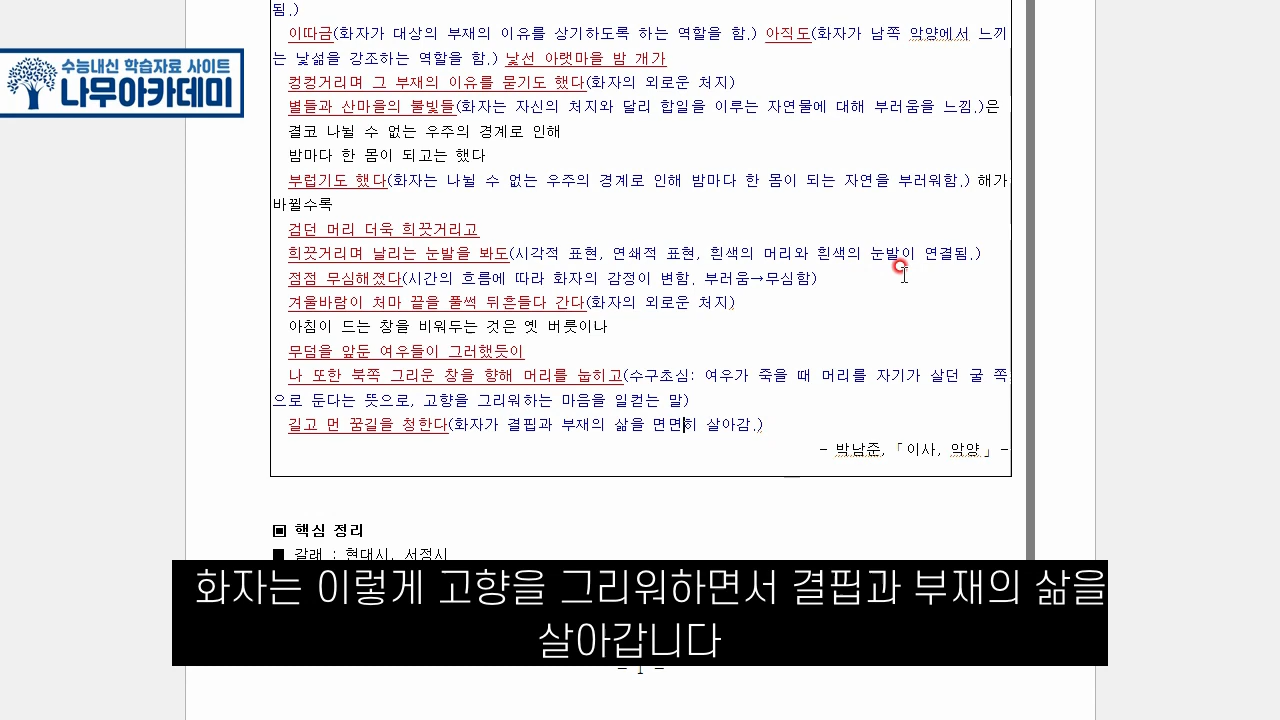 됨.)
이따금(화자가 대상의 부재의 이유를 상기하도록 하는 역할을 함.) 아직도(화자가 남쪽 악양에서 느끼
는 낯섦을 강조하는 역할을 함.) 낯선 아랫마을 밤 개가
수능내신 학습자료 사이트
나무아카데미
컹컹거리며 그 부재의 이유를 묻기도 했다(화자의 외로운 처지)
별들과 산마을의 불빛들(화자는 자신의 처지와 달리 합일을 이루는 자연물에 대해 부러움을 느낌.)은
결코 나뉠 수 없는 우주의 경계로 인해
밤마다 한 몸이 되고는 했다
부럽기도 했다(화자는 나뉠 수 없는 우주의 경계로 인해 밤마다 한 몸이 되는 자연을 부러워함.) 해가
바뀔수록
검던 머리 더욱 희끗거리고
희끗거리며 날리는 눈발을 봐도(시각적 표현, 연쇄적 표현, 흰색의 머리와 흰색의 눈발이 연결됨.)
점점 무심해졌다(시간의 흐름에 따라 화자의 감정이 변함. 부러움→무심함)
겨울바람이 처마 끝을 풀썩 뒤흔들다 간다(화자의 외로운 처지)
아침이 드는 창을 비워두는 것은 옛 버릇이나
무덤을 앞둔 여우들이 그러했듯이
나 또한 북쪽 그리운 창을 향해 머리를 눕히고(수구초심: 여우가 죽을 때 머리를 자기가 살던 굴 쪽
으로 둔다는 뜻으로, 고향을 그리워하는 마음을 일컫는 말)
길고 먼 꿈길을 청한다(화자가 결핍과 부재의 삶을 면면히 살아감.)
- 박남준,「이사, 악양」-
▣ 핵심 정리
■ 갈래 : 현대시, 서정시
화자는 이렇게 고향을 그리워하면서 결핍과 부재의 삶을
살아갑니다
- 1 -